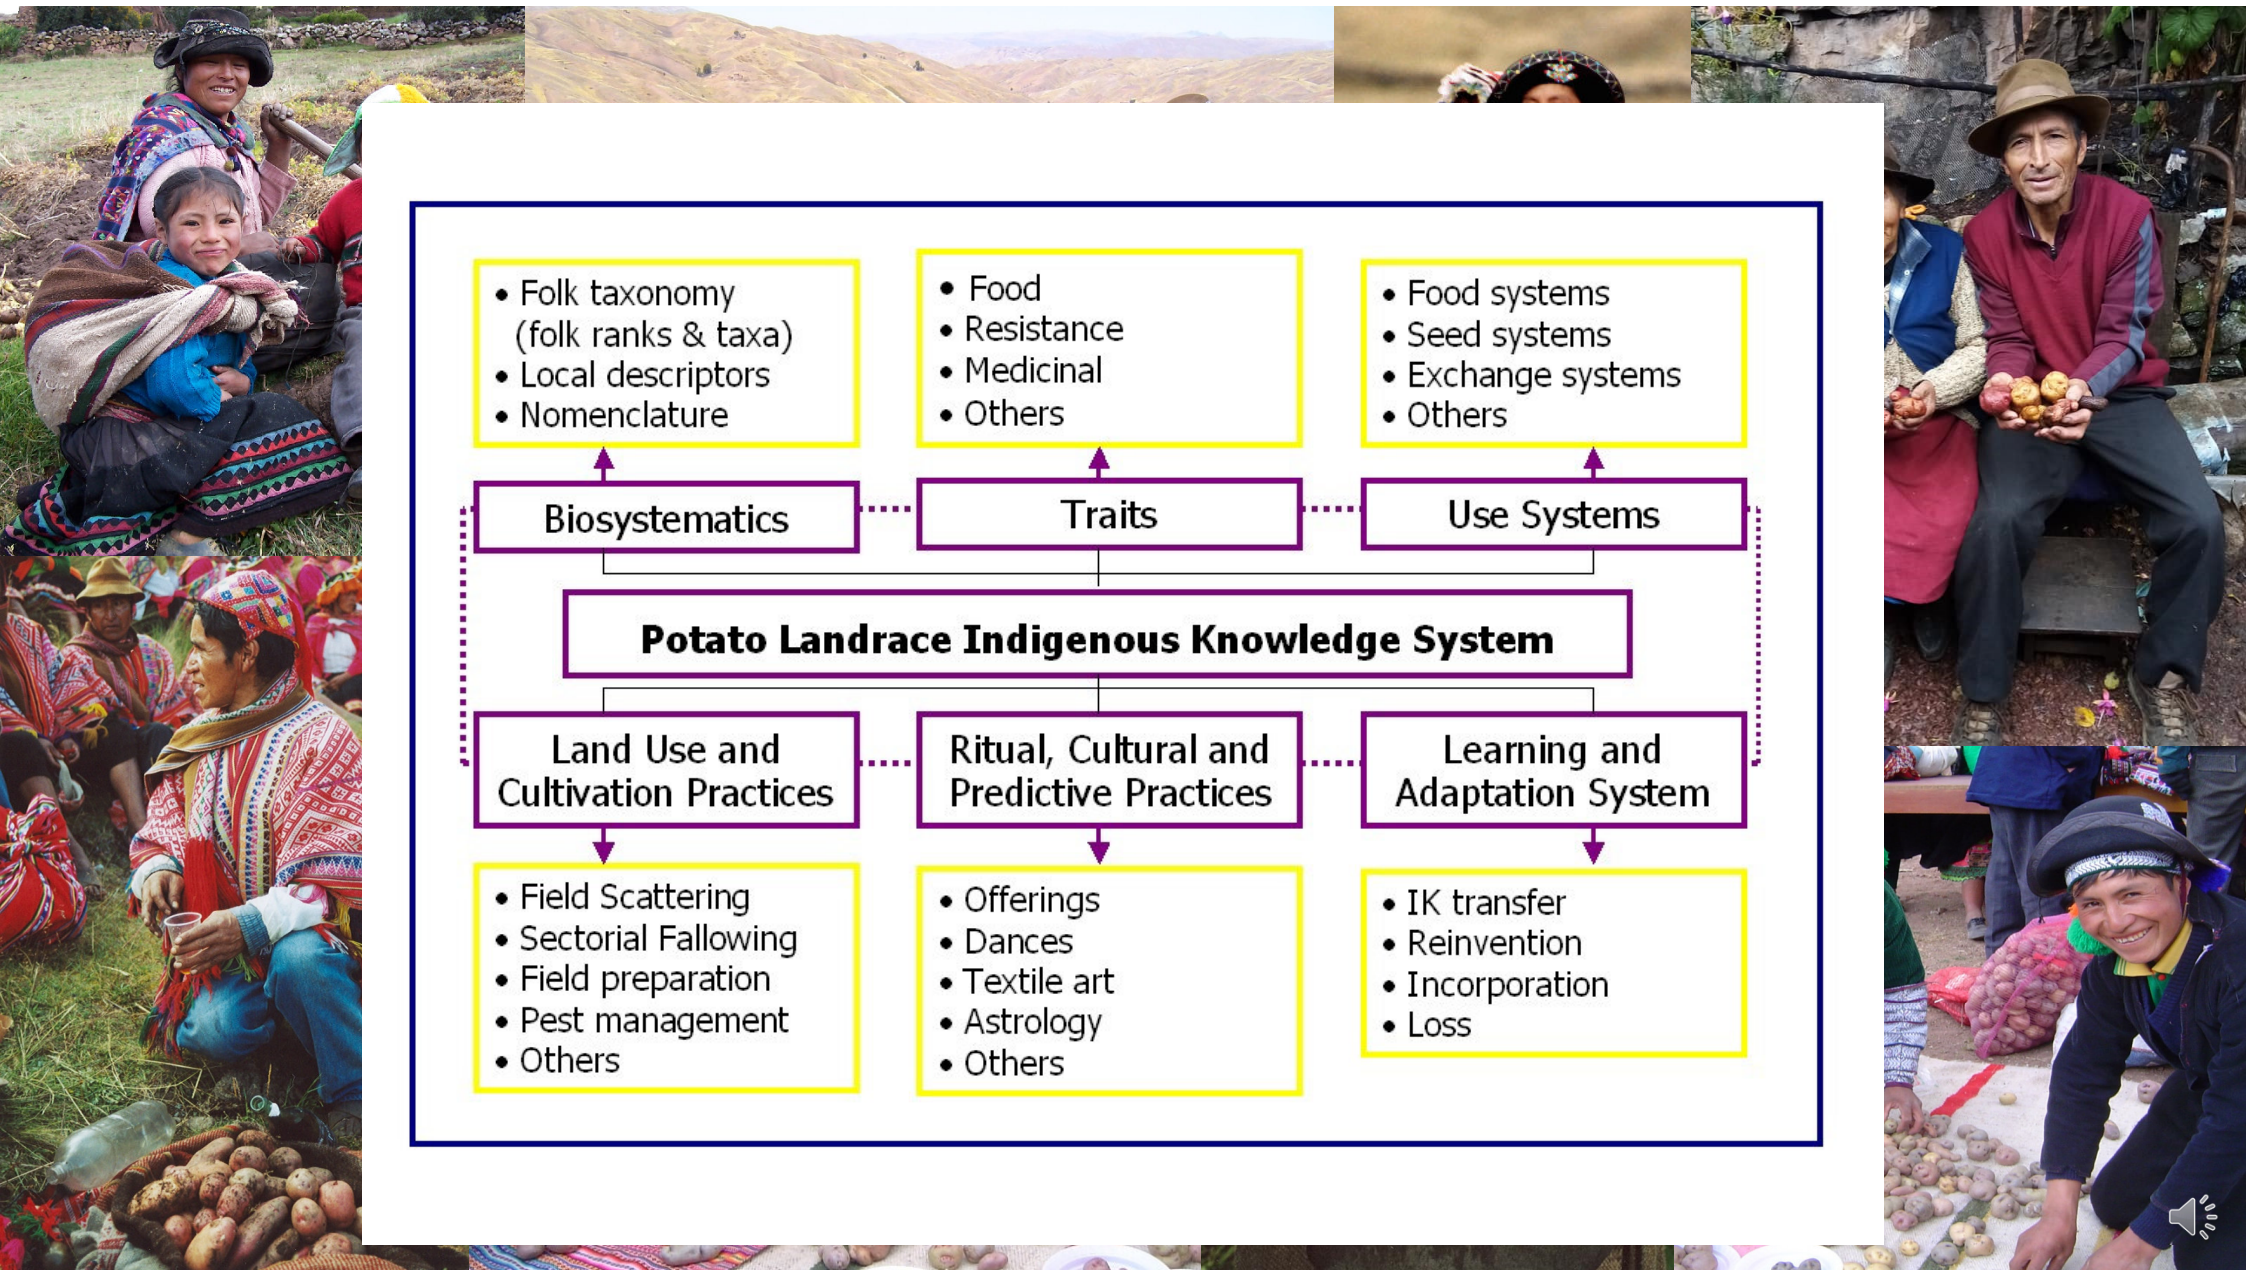 • Folk taxonomy
(folk ranks & taxa)
• Local descriptors
• Nomenclature
• Food
• Resistance
• Medicinal
• Others
• Food systems
• Seed systems
• Exchange systems
• Others
Biosystematics
Traits
Use Systems
Potato Landrace Indigenous Knowledge System
Land Use and
Cultivation Practices
Ritual, Cultural and
Predictive Practices
Learning and
Adaptation System
• Field Scattering
• Sectorial Fallowing
• Field preparation
• Pest management
• Others
• Offerings
• Dances
• Textile art
• Astrology
• Others
• IK transfer
• Reinvention
• Incorporation
• Loss